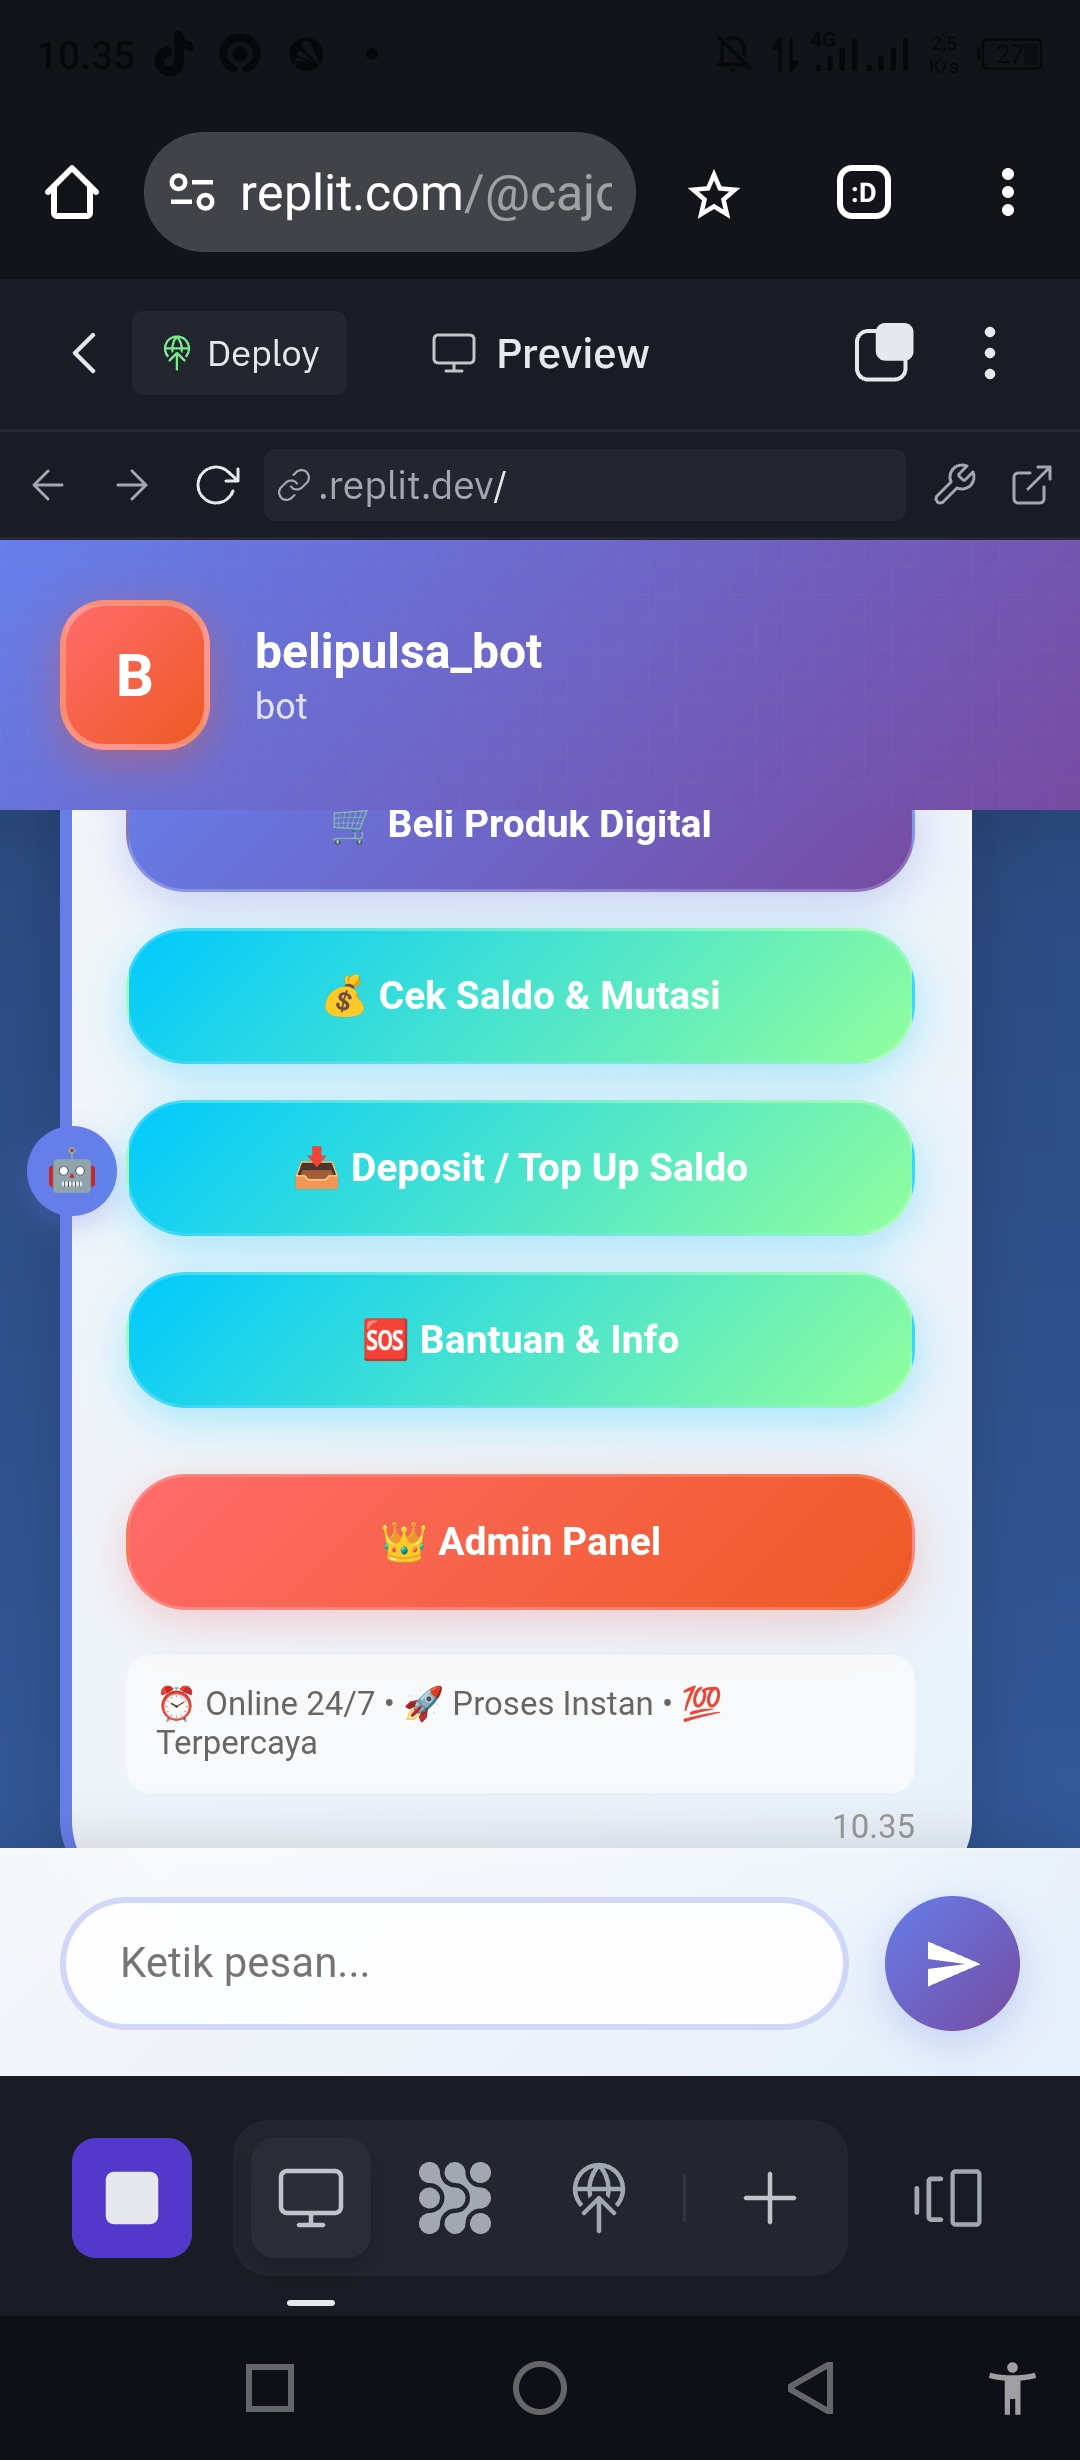 10.35
4G
2,5
K/s
27
replit.com/@cajo
:D
Deploy
Preview
.replit.dev/
B
belipulsa_bot
bot
🛒 Beli Produk Digital
💰 Cek Saldo & Mutasi
📥 Deposit / Top Up Saldo
🆘 Bantuan & Info
👑 Admin Panel
⏰ Online 24/7 • 🚀 Proses Instan • 💯
Terpercaya
10.35
Ketik pesan...